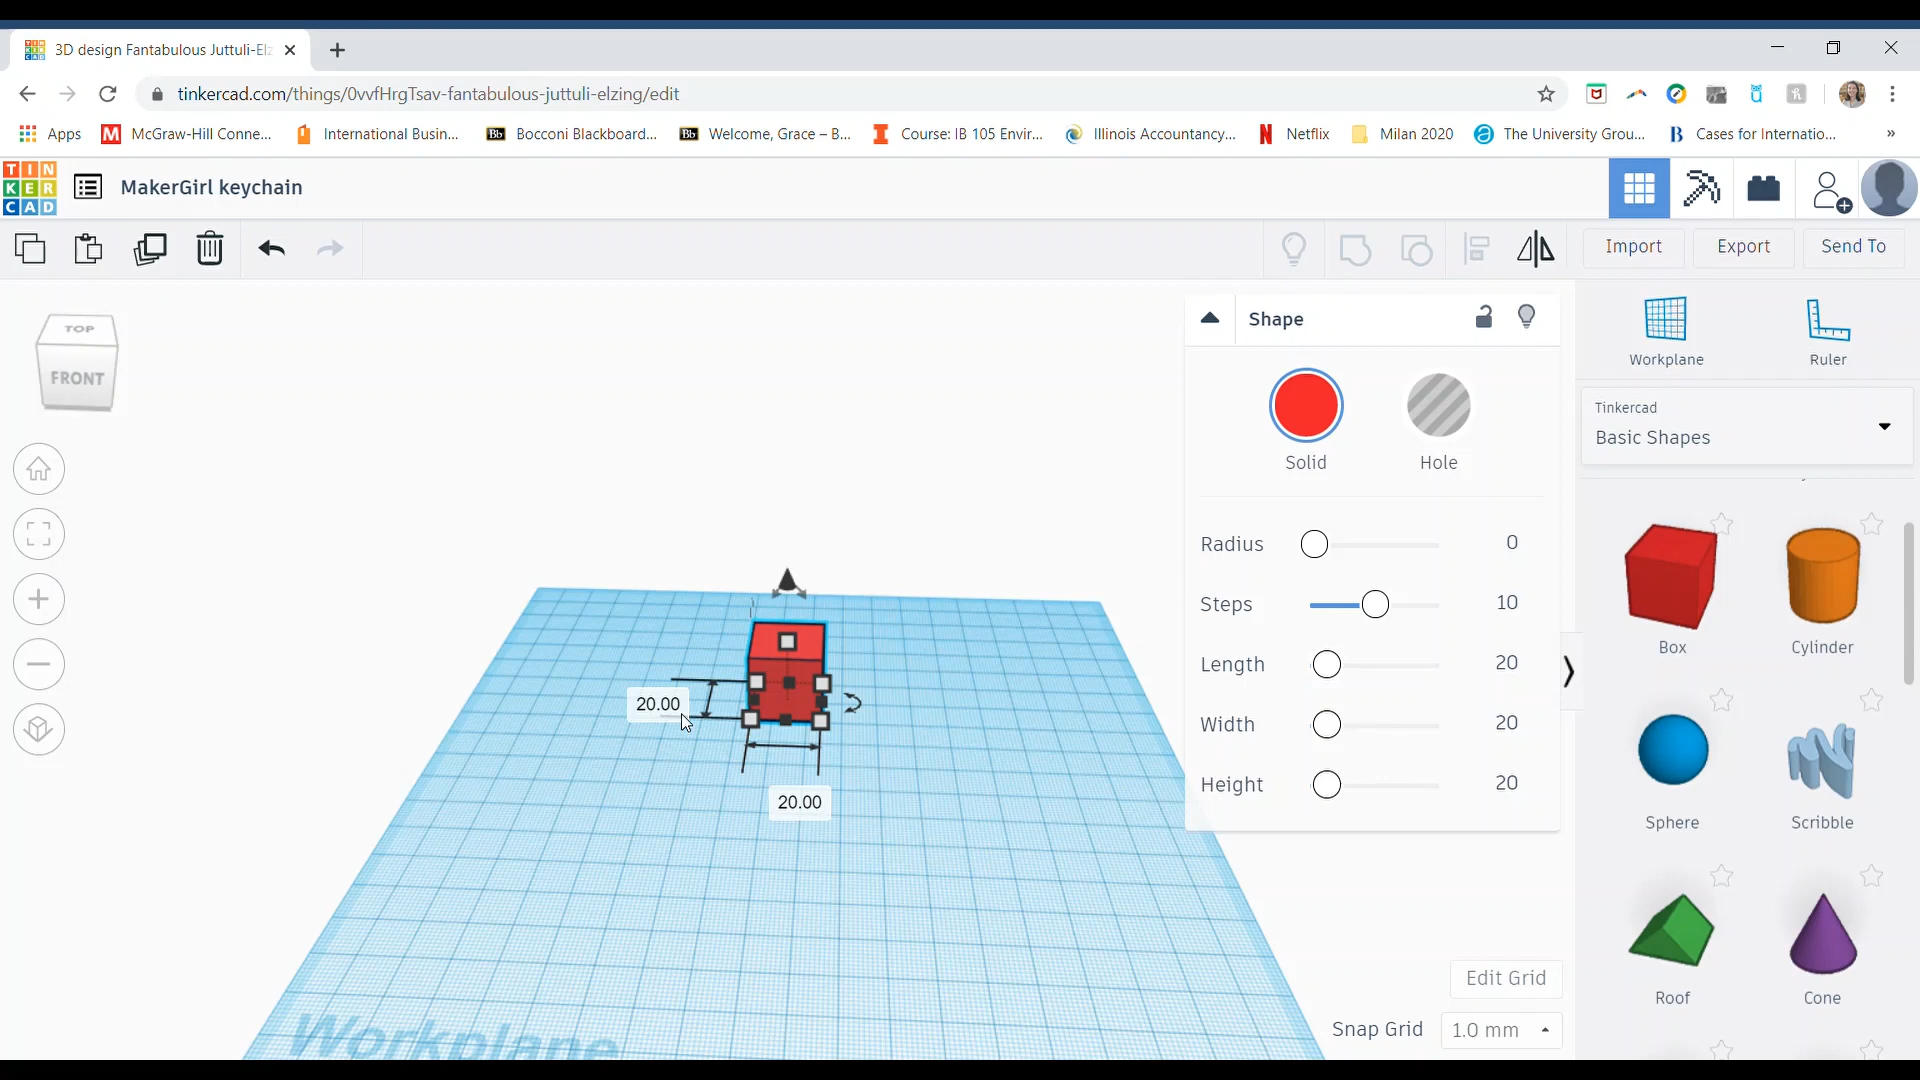 3D design Fantabulous Juttuli-Elz
tinkercad.com/things/0vvfHrgTsav-fantabulous-juttuli-elzing/edit
Apps
McGraw-Hill Conne...
International Busin...
Bb
Bocconi Blackboard...
Bb
Welcome, Grace – B...
Course: IB 105 Envir...
Illinois Accountancy...
Netflix
Milan 2020
The University Grou...
Cases for Internatio...
»
TIN
KER
CAD
MakerGirl keychain
Import
Export
Send To
TOP
FRONT
Shape
Solid
Hole
Radius 0
Steps 10
Length 20
Width 20
Height 20
20.00
20.00
Workplane
Ruler
Tinkercad
Basic Shapes
Box
Cylinder
Sphere
Scribble
Roof
Cone
Edit Grid
Snap Grid 1.0 mm
Workplane